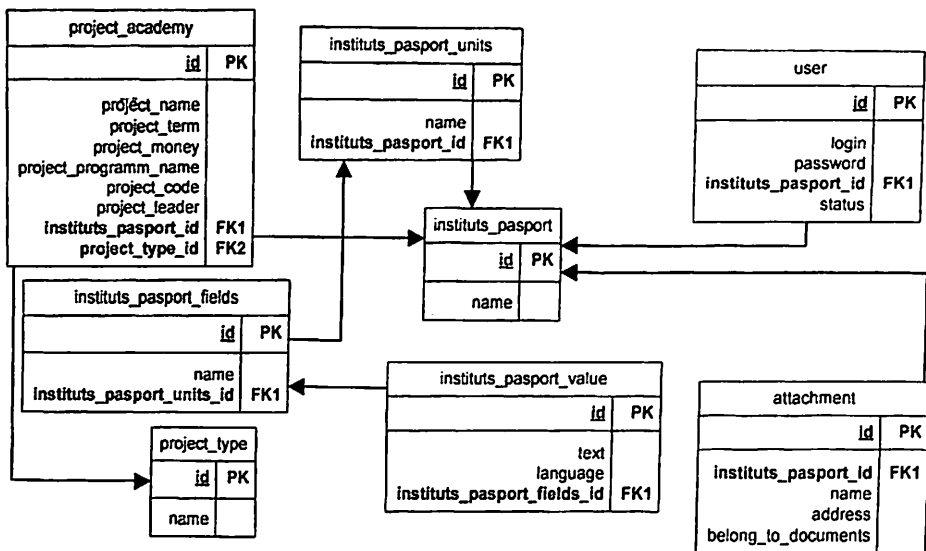 project_academy
id PK
project_name
project_term
project_money
project_programm_name
project_code
project_leader
instituts_pasport_id FK1
project_type_id FK2
instituts_pasport_units
id PK
name
instituts_pasport_id FK1
user
id PK
login
password
instituts_pasport_id FK1
status
instituts_pasport
id PK
name
instituts_pasport_fields
id PK
name
instituts_pasport_units_id FK1
instituts_pasport_value
id PK
text
language
instituts_pasport_fields_id FK1
attachment
id PK
instituts_pasport_id FK1
name
address
belong_to_documents
project_type
id PK
name